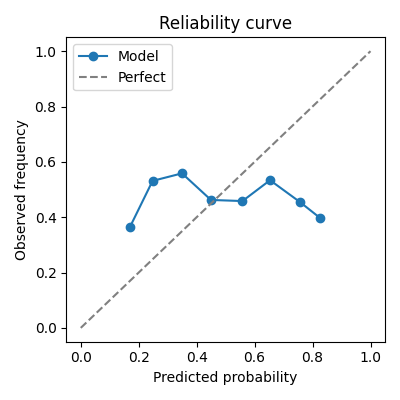 Reliability curve
Model
Perfect
Observed frequency
1.0
0.8
0.6
0.4
0.2
0.0
0.0 0.2 0.4 0.6 0.8 1.0
Predicted probability